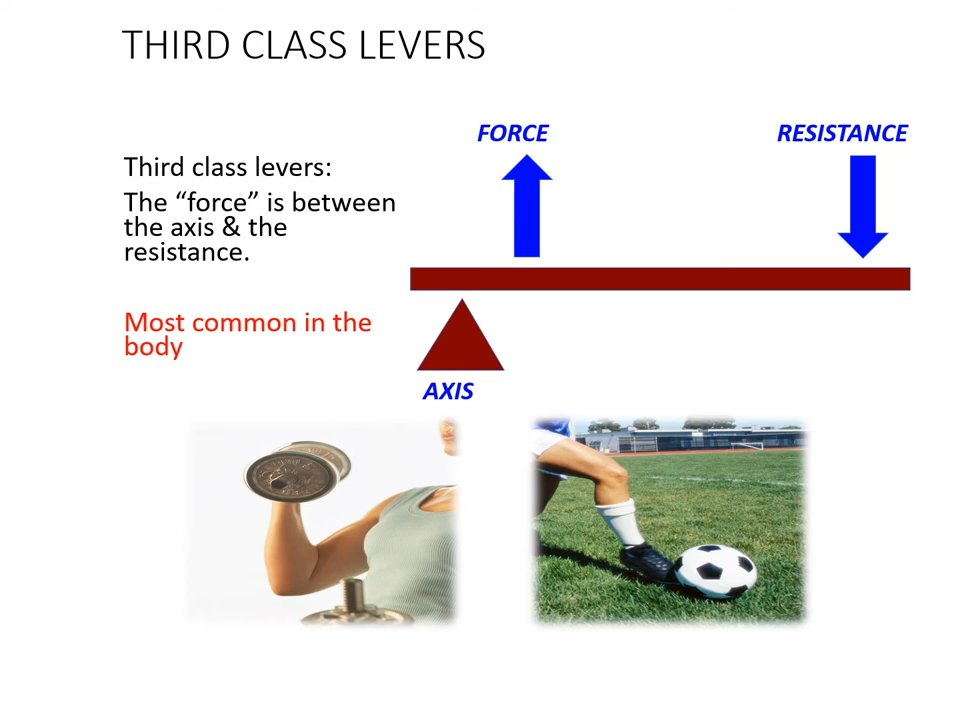 THIRD CLASS LEVERS
FORCE
RESISTANCE
Third class levers:
The “force” is between
the axis & the
resistance.
Most common in the
body
AXIS